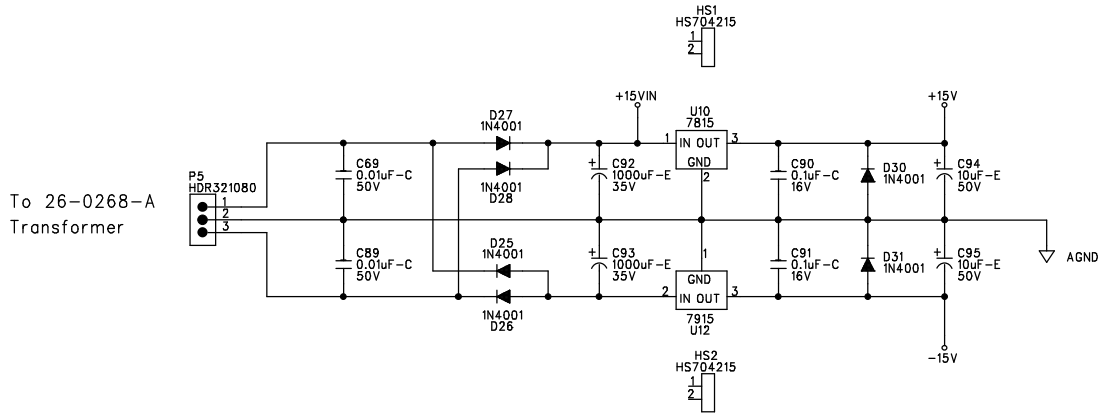 HS1
HS704215
1
2
+15VIN
+15V
D27
1N4001
U10
7815
1
IN OUT
3
GND
2
C69
0.01uF-C
50V
1N4001
D28
+
C92
1000uF-E
35V
C90
0.1uF-C
16V
D30
1N4001
+
C94
10uF-E
50V
To 26-0268-A
Transformer
P5
HDR321080
1
2
3
C89
0.01uF-C
50V
D25
1N4001
D26
+
C93
1000uF-E
35V
1
GND
2
IN OUT
3
7915
U12
C91
0.1uF-C
16V
D31
1N4001
+
C95
10uF-E
50V
AGND
-15V
HS2
HS704215
1
2